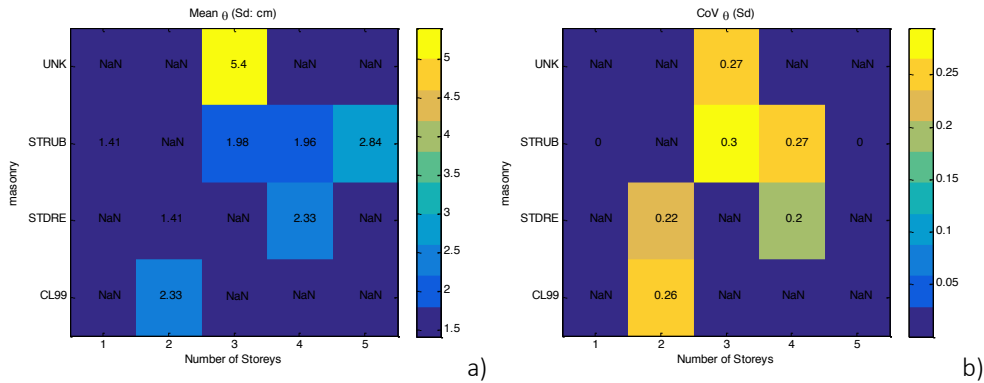 Mean θ (Sd: cm)
UNK NaN NaN 5.4 NaN NaN
STRUB 1.41 NaN 1.98 1.96 2.84
STDRE NaN 1.41 NaN 2.33 NaN
CL99 NaN 2.33 NaN NaN NaN
1 2 3 4 5
Number of Storeys
masonry
5
4.5
4
3.5
3
2.5
2
1.5
a)
CoV θ (Sd)
UNK NaN NaN 0.27 NaN NaN
STRUB 0 NaN 0.3 0.27 0
STDRE NaN 0.22 NaN 0.2 NaN
CL99 NaN 0.26 NaN NaN NaN
1 2 3 4 5
Number of Storeys
masonry
0.25
0.2
0.15
0.1
0.05
b)